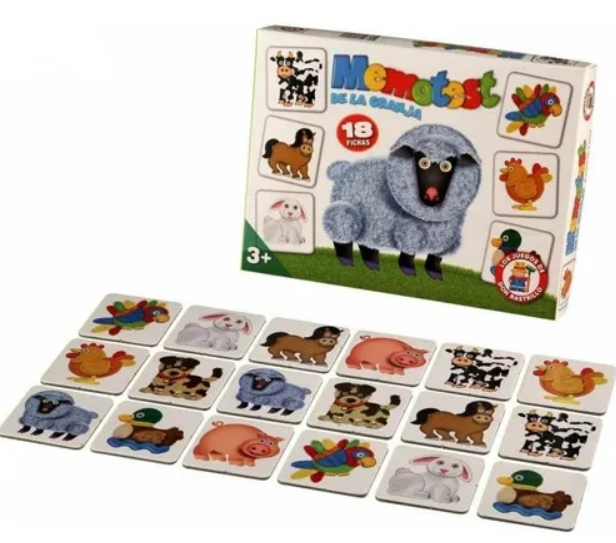 Memotest
DE LA GRANJA
18
FICHAS
3+
LOS JUEGOS DE
DON RASTRILLO